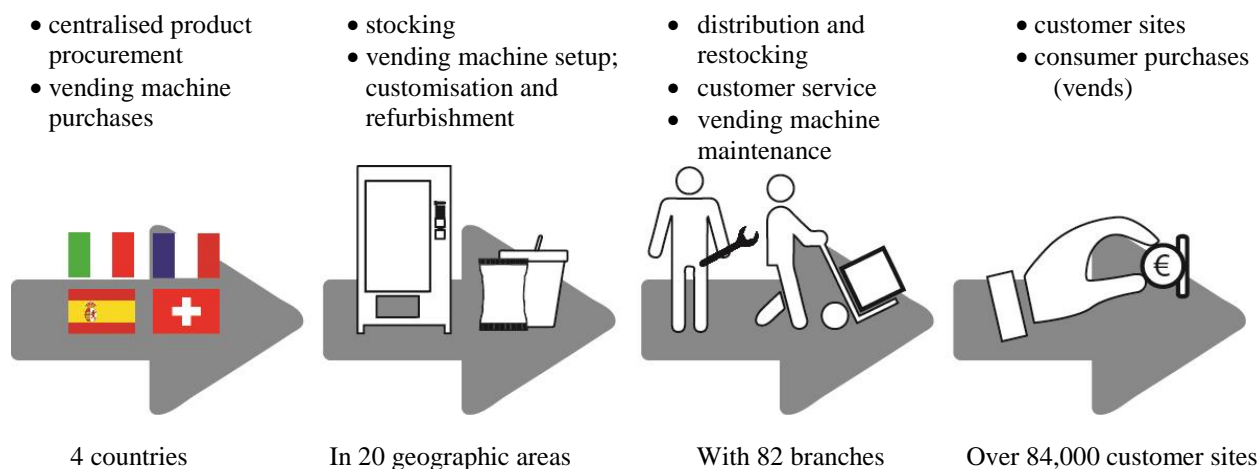 • centralised product
procurement
• vending machine
purchases
• stocking
• vending machine setup;
customisation and
refurbishment
• distribution and
restocking
• customer service
• vending machine
maintenance
• customer sites
• consumer purchases
(vends)
€
4 countries
In 20 geographic areas
With 82 branches
Over 84,000 customer sites